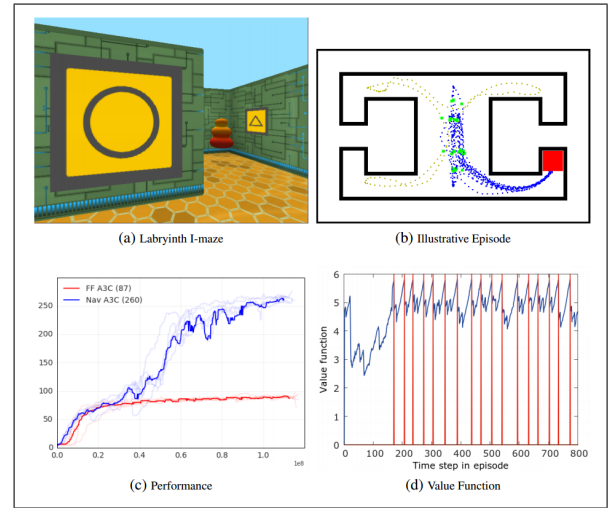 (a) Labryinth I-maze
(b) Illustrative Episode
FF A3C (87)
Nav A3C (260)
250
200
150
100
50
0
0.0
0.2
0.4
0.6
0.8
1.0
1e8
(c) Performance
Value function
6
5
4
3
2
1
0
0 100 200 300 400 500 600 700 800
Time step in episode
(d) Value Function